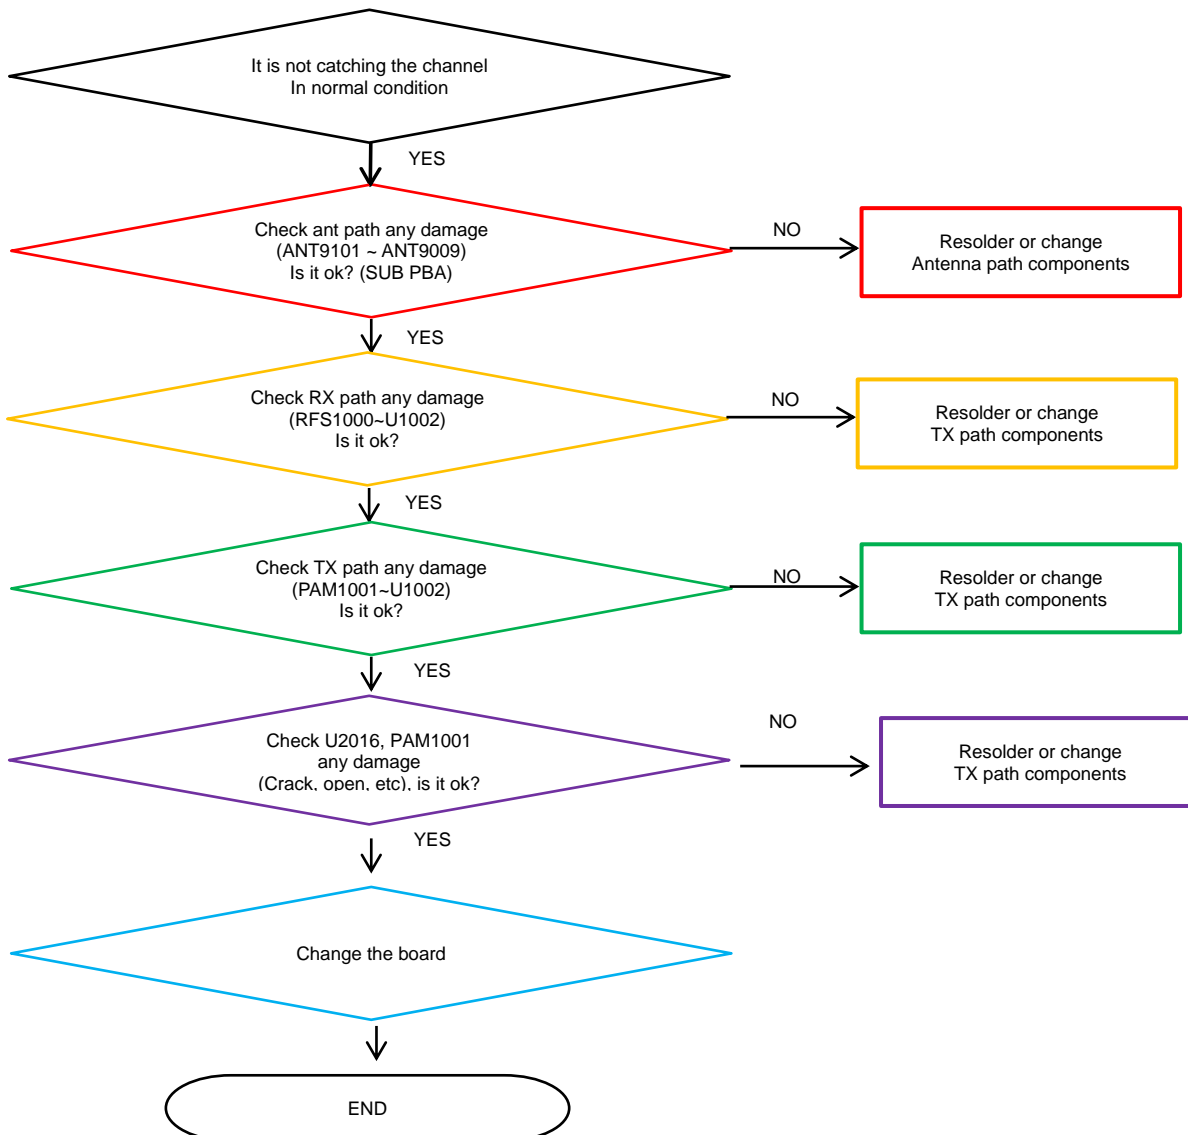 It is not catching the channel
In normal condition
YES
Check ant path any damage
(ANT9101 ~ ANT9009)
Is it ok? (SUB PBA)
NO
Resolder or change
Antenna path components
YES
Check RX path any damage
(RFS1000~U1002)
Is it ok?
NO
Resolder or change
TX path components
YES
Check TX path any damage
(PAM1001~U1002)
Is it ok?
NO
Resolder or change
TX path components
YES
Check U2016, PAM1001
any damage
(Crack, open, etc), is it ok?
NO
Resolder or change
TX path components
YES
Change the board
END